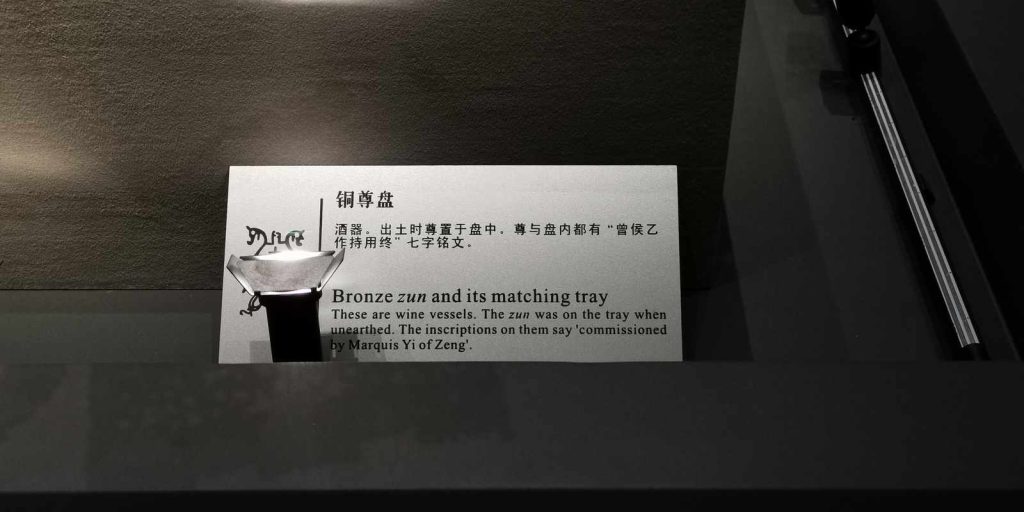 铜尊盘
酒器。出土时尊置于盘中。尊与盘内都有“曾侯乙
作持用终”七字铭文。
Bronze zun and its matching tray
These are wine vessels. The zun was on the tray when
unearthed. The inscriptions on them say 'commissioned
by Marquis Yi of Zeng'.